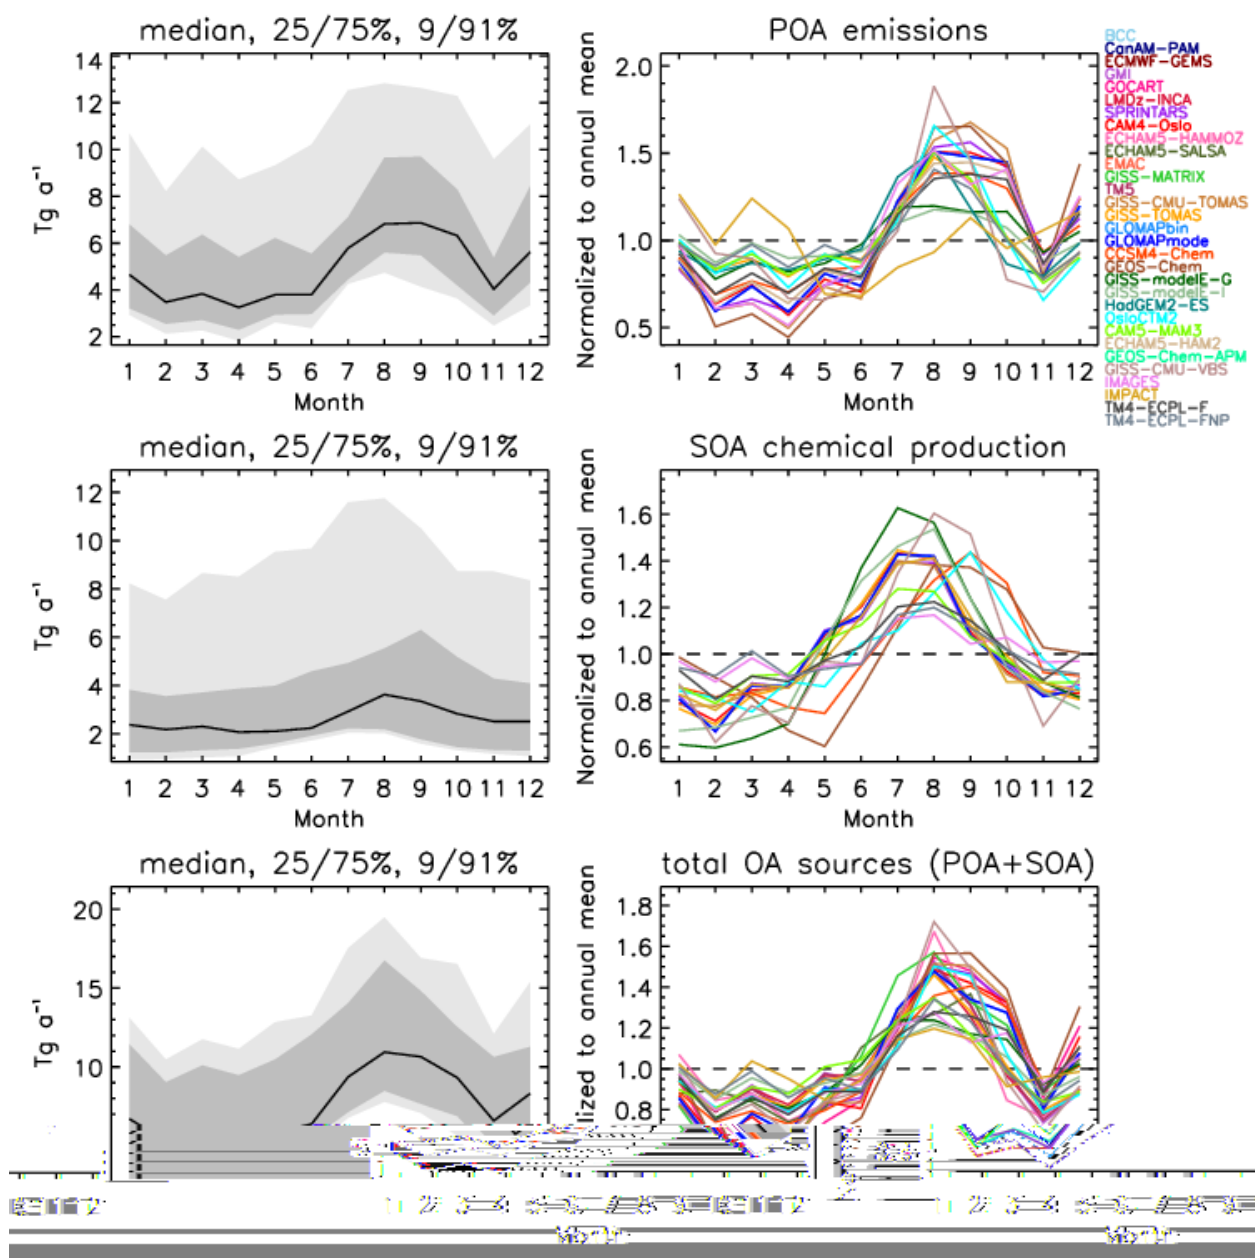 median, 25/75%, 9/91%
Tg a⁻¹
14
12
10
8
6
4
2
1 2 3 4 5 6 7 8 9 10 11 12
Month
POA emissions
Normalized to annual mean
2.0
1.5
1.0
0.5
1 2 3 4 5 6 7 8 9 10 11 12
Month
BCC
CanAM-PAM
ECMWF-GEMS
GMI
GOCART
LMDz-INCA
SPRINTARS
CAM4-Oslo
ECHAM5-HAMMOZ
ECHAM5-SALSA
EMAC
GISS-MATRIX
TM5
GISS-CMU-TOMAS
GISS-TOMAS
GLOMAPbin
GLOMAPmode
CCSM4-Chem
GEOS-Chem
GISS-modelE-G
GISS-modelE-I
HadGEM2-ES
OsloCTM2
CAM5-MAM3
ECHAM5-HAM2
GEOS-Chem-APM
GISS-CMU-VBS
IMAGES
IMPACT
TM4-ECPL-F
TM4-ECPL-FNP
median, 25/75%, 9/91%
Tg a⁻¹
12
10
8
6
4
2
1 2 3 4 5 6 7 8 9 10 11 12
Month
SOA chemical production
Normalized to annual mean
1.6
1.4
1.2
1.0
0.8
0.6
1 2 3 4 5 6 7 8 9 10 11 12
Month
median, 25/75%, 9/91%
Tg a⁻¹
20
15
10
total OA sources (POA+SOA)
lized to annual mean
1.8
1.6
1.4
1.2
1.0
0.8